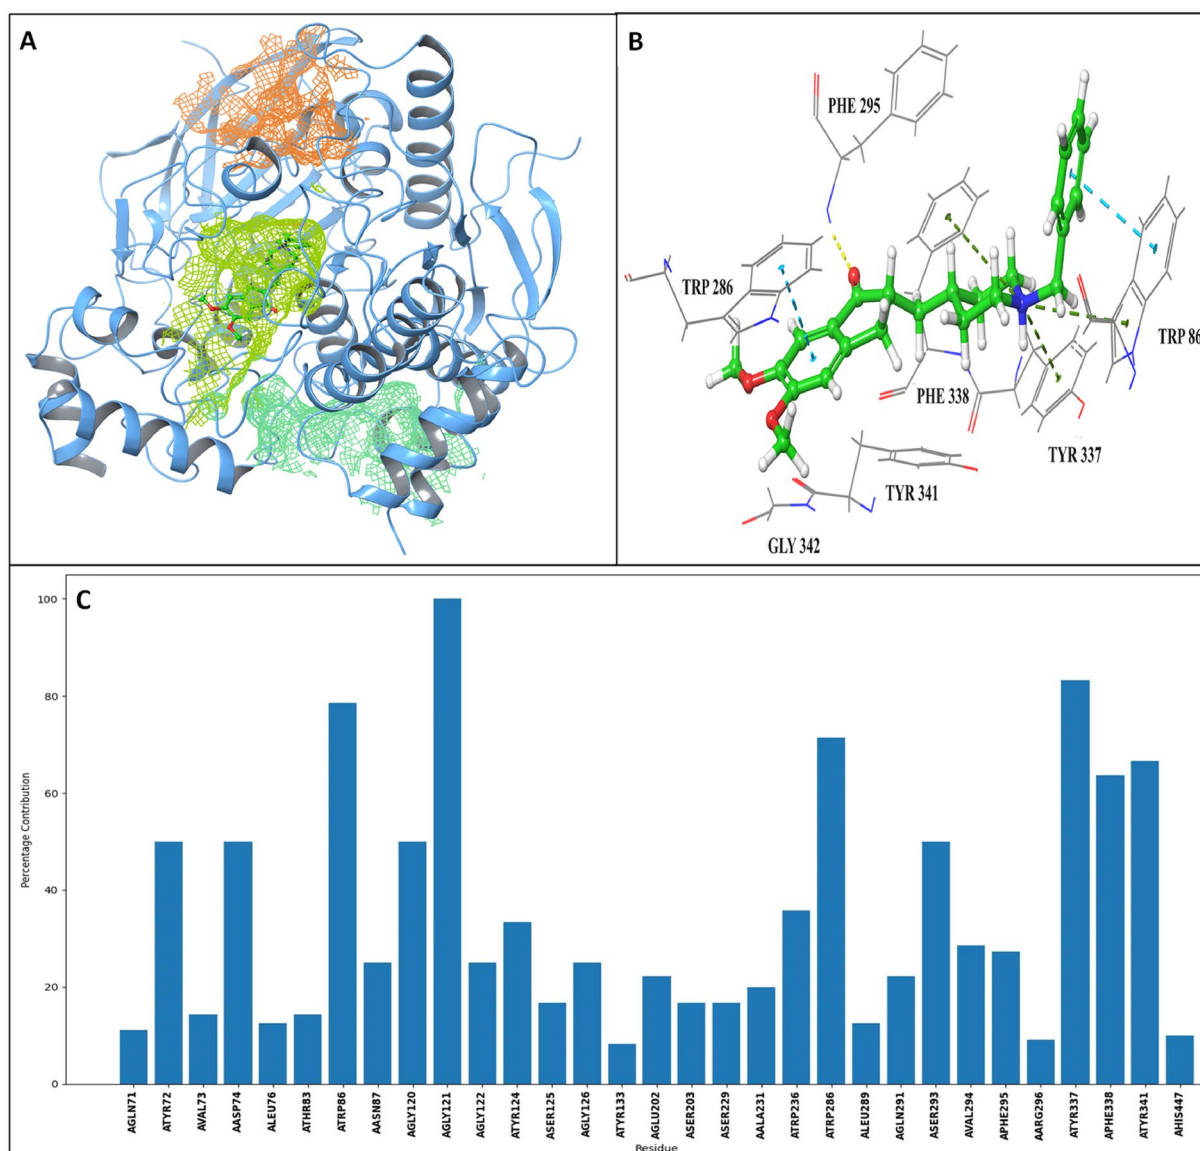 A
B
PHE 295
TRP 286
TRP 86
PHE 338
TYR 337
TYR 341
GLY 342
C
100
80
60
40
20
0
Percentage Contribution
AGLN71
ATYR72
AVAL73
AASP74
ALEU76
ATHR83
ATRP86
AASN87
AGLY120
AGLY121
AGLY122
ATYR124
ASER125
AGLY126
ATYR133
AGLU202
ASER203
ASER229
AALA231
ATRP236
ATRP286
ALEU289
AGLN291
ASER293
AVAL294
APHE295
AARG296
ATYR337
APHE338
ATYR341
AHIS447
Residue